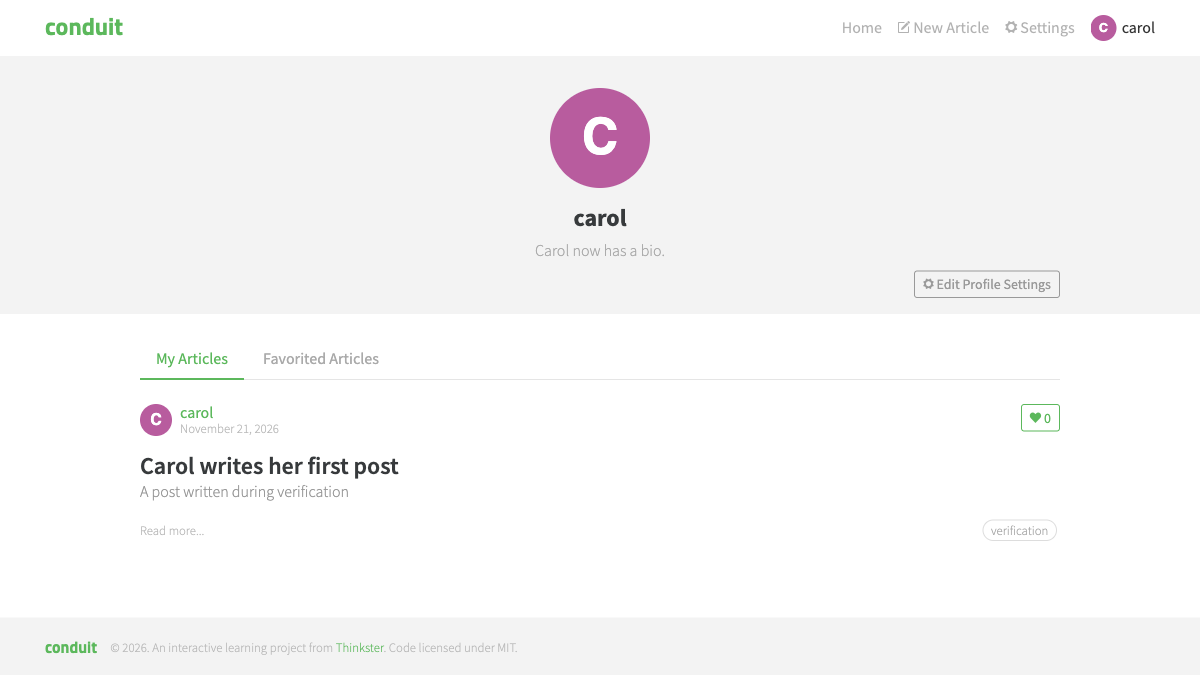 conduit
Home New Article Settings C carol
C
carol
Carol now has a bio.
Edit Profile Settings
My Articles Favorited Articles
C carol
November 21, 2026
0
Carol writes her first post
A post written during verification
Read more...
verification
conduit © 2026. An interactive learning project from Thinkster. Code licensed under MIT.